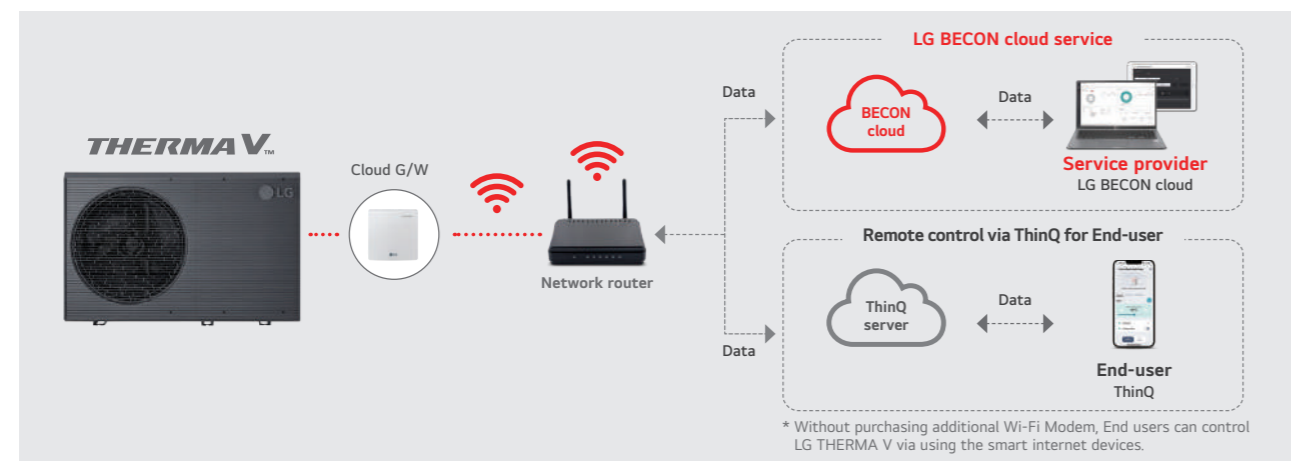 LG BECON cloud service
Data
BECON
cloud
Data
Service provider
LG BECON cloud
THERMA V™
LG
Cloud G/W
LG
Network router
Remote control via ThinQ for End-user
ThinQ
server
Data
Data
End-user
ThinQ
* Without purchasing additional Wi-Fi Modem, End users can control
LG THERMA V via using the smart internet devices.